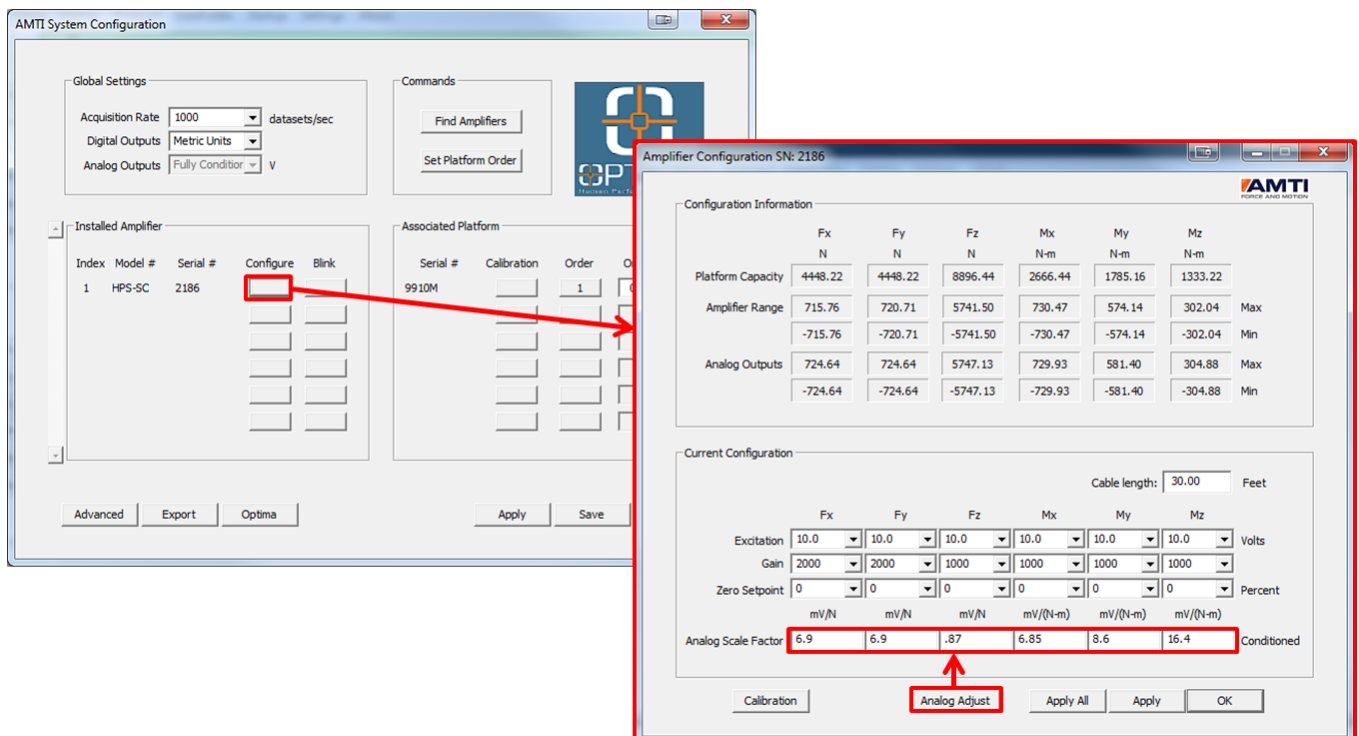 AMTI System Configuration
Global Settings
Acquisition Rate 1000 datasets/sec
Digital Outputs Metric Units
Analog Outputs Fully Condition V
Commands
Find Amplifiers
Set Platform Order
Installed Amplifier
Index Model # Serial # Configure Blink
1 HPS-SC 2186
Associated Platform
Serial # Calibration Order
9910M 1
Advanced Export Optima Apply Save
Amplifier Configuration SN: 2186
AMTI
FORCE AND MOTION
Configuration Information
Fx Fy Fz Mx My Mz
N N N N-m N-m N-m
Platform Capacity 4448.22 4448.22 8896.44 2666.44 1785.16 1333.22
Amplifier Range 715.76 720.71 5741.50 730.47 574.14 302.04 Max
-715.76 -720.71 -5741.50 -730.47 -574.14 -302.04 Min
Analog Outputs 724.64 724.64 5747.13 729.93 581.40 304.88 Max
-724.64 -724.64 -5747.13 -729.93 -581.40 -304.88 Min
Current Configuration
Cable length: 30.00 Feet
Fx Fy Fz Mx My Mz
Excitation 10.0 10.0 10.0 10.0 10.0 10.0 Volts
Gain 2000 2000 1000 1000 1000 1000
Zero Setpoint 0 0 0 0 0 0 Percent
mV/N mV/N mV/N mV/(N-m) mV/(N-m) mV/(N-m)
Analog Scale Factor 6.9 6.9 .87 6.85 8.6 16.4 Conditioned
Calibration Analog Adjust Apply All Apply OK